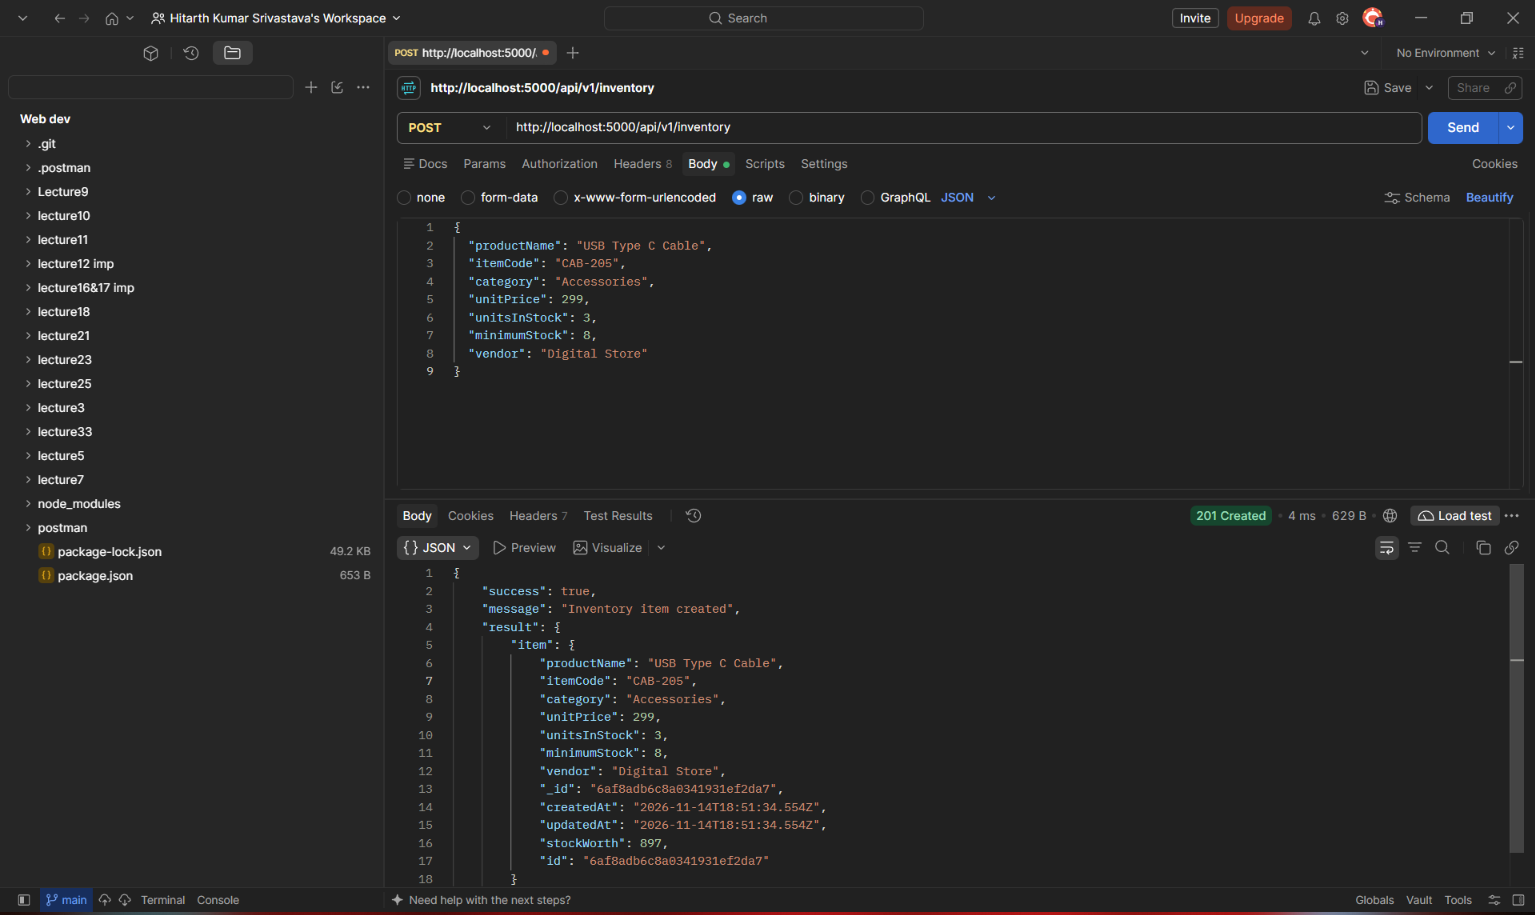 Hitarth Kumar Srivastava's Workspace
Search
Invite
Upgrade
POST http://localhost:5000/.
No Environment
HTTP http://localhost:5000/api/v1/inventory
Save
Share
POST
http://localhost:5000/api/v1/inventory
Send
Docs Params Authorization Headers 8 Body Scripts Settings
Cookies
none form-data x-www-form-urlencoded raw binary GraphQL JSON
Schema
Beautify
1 {
2 "productName": "USB Type C Cable",
3 "itemCode": "CAB-205",
4 "category": "Accessories",
5 "unitPrice": 299,
6 "unitsInStock": 3,
7 "minimumStock": 8,
8 "vendor": "Digital Store"
9 }
Web dev
.git
.postman
Lecture9
lecture10
lecture11
lecture12 imp
lecture16&17 imp
lecture18
lecture21
lecture23
lecture25
lecture3
lecture33
lecture5
lecture7
node_modules
postman
{} package-lock.json 49.2 KB
{} package.json 653 B
Body Cookies Headers 7 Test Results
201 Created • 4 ms • 629 B
Load test
{} JSON Preview Visualize
1 {
2 "success": true,
3 "message": "Inventory item created",
4 "result": {
5 "item": {
6 "productName": "USB Type C Cable",
7 "itemCode": "CAB-205",
8 "category": "Accessories",
9 "unitPrice": 299,
10 "unitsInStock": 3,
11 "minimumStock": 8,
12 "vendor": "Digital Store",
13 "_id": "6af8adb6c8a0341931ef2da7",
14 "createdAt": "2026-11-14T18:51:34.554Z",
15 "updatedAt": "2026-11-14T18:51:34.554Z",
16 "stockWorth": 897,
17 "id": "6af8adb6c8a0341931ef2da7"
18 }
main
Terminal Console
Need help with the next steps?
Globals Vault Tools